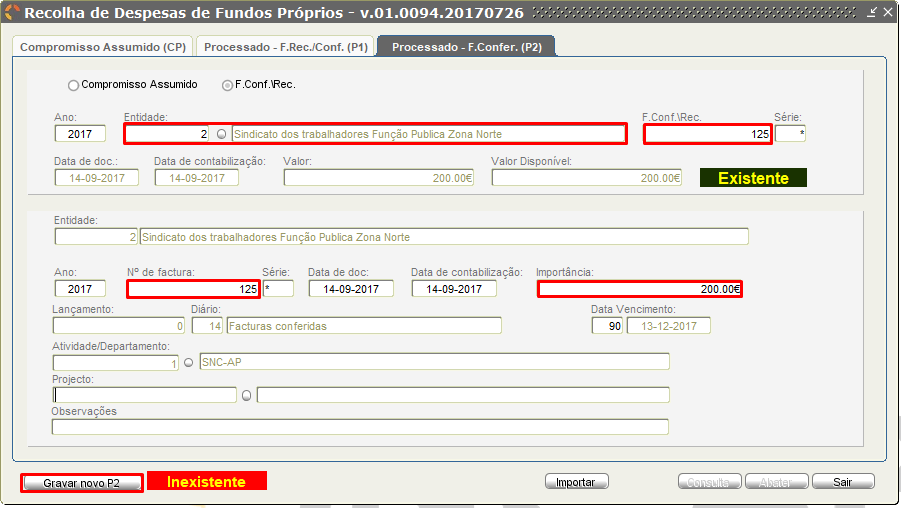 Recolha de Despesas de Fundos Próprios - v.01.0094.20170726
Compromisso Assumido (CP) Processado - F.Rec./Conf. (P1) Processado - F.Confer. (P2)
Compromisso Assumido F.Conf.\Rec.
Ano: Entidade: F.Conf.\Rec. Série:
2017 2 Sindicato dos trabalhadores Função Publica Zona Norte 125 *
Data de doc.: Data de contabilização: Valor: Valor Disponível:
14-09-2017 14-09-2017 200.00€ 200.00€ Existente
Entidade:
2 Sindicato dos trabalhadores Função Publica Zona Norte
Ano: Nº de factura: Série: Data de doc: Data de contabilização: Importância:
2017 125 * 14-09-2017 14-09-2017 200.00€
Lançamento: Diário: Data Vencimento:
0 14 Facturas conferidas 90 13-12-2017
Atividade/Departamento:
1 SNC-AP
Projecto:
Observações
Gravar novo P2 Inexistente Importar Consulta Abater Sair